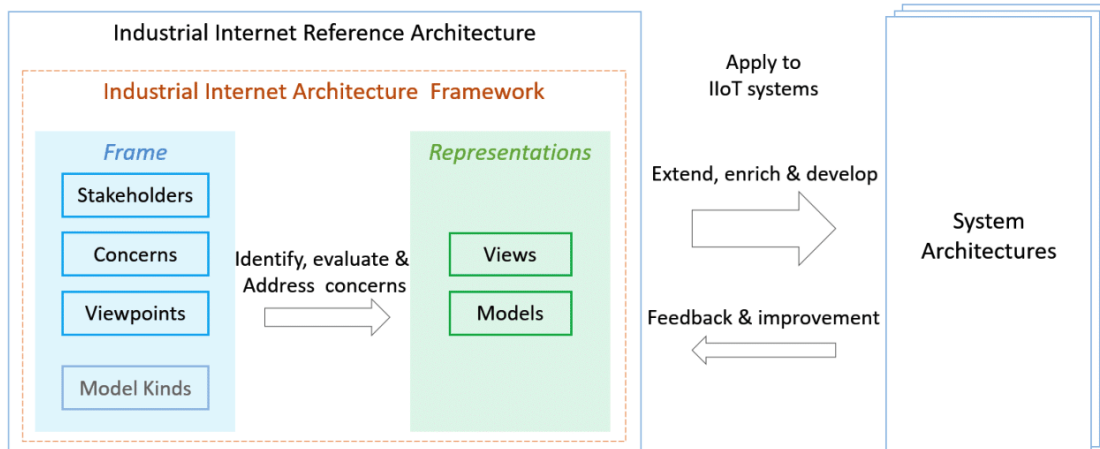 Industrial Internet Reference Architecture
Industrial Internet Architecture Framework
Frame
Stakeholders
Concerns
Viewpoints
Model Kinds
Identify, evaluate &
Address concerns
Representations
Views
Models
Apply to
IIoT systems
Extend, enrich & develop
Feedback & improvement
System
Architectures